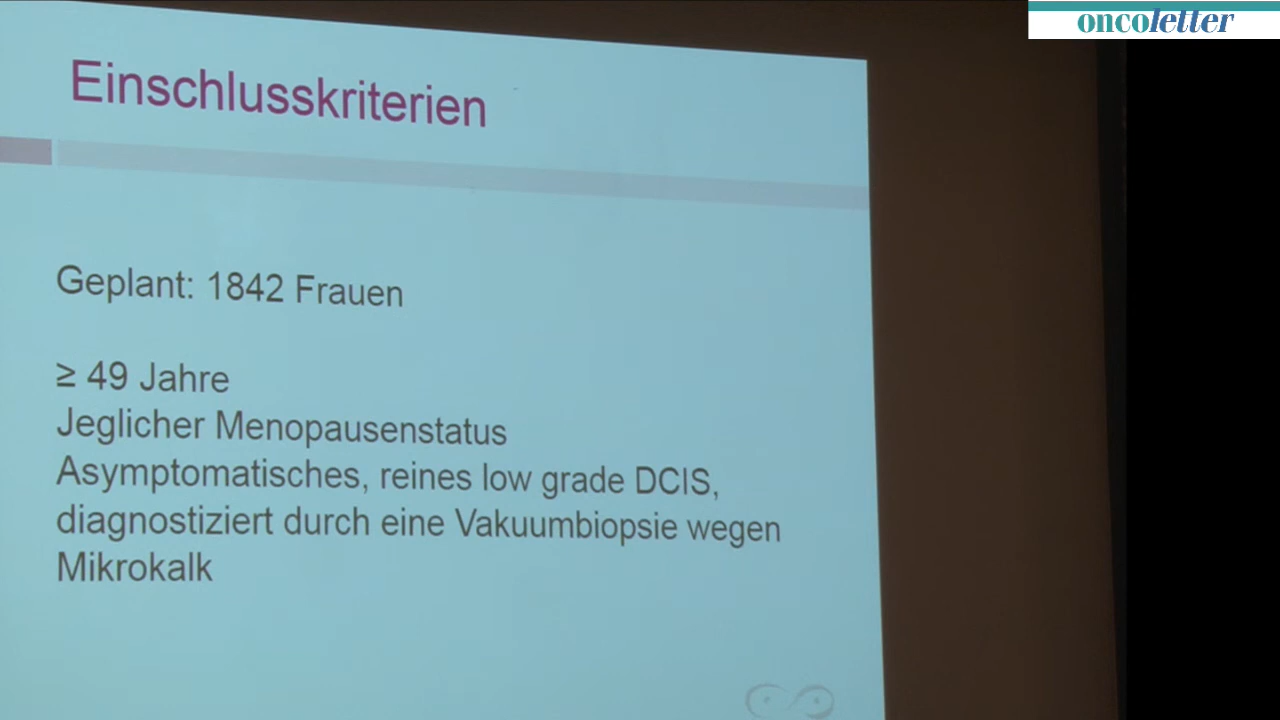 oncoletter
Einschlusskriterien
Geplant: 1842 Frauen
≥ 49 Jahre
Jeglicher Menopausenstatus
Asymptomatisches, reines low grade DCIS,
diagnostiziert durch eine Vakuumbiopsie wegen
Mikrokalk